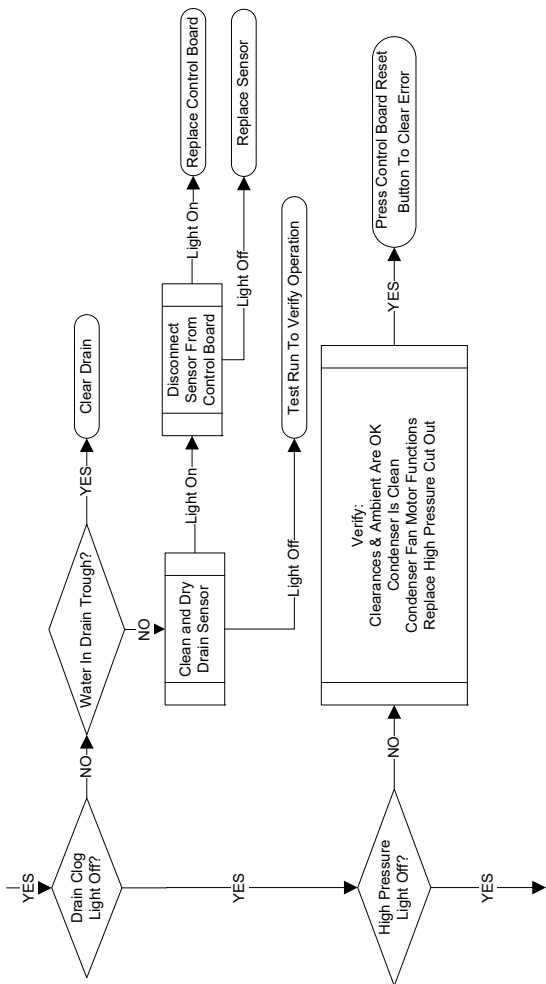 YES
Drain Clog
Light Off?
NO
Water In Drain Trough?
YES
Clear Drain
NO
Clean and Dry
Drain Sensor
Light On
Disconnect
Sensor From
Control Board
Light On
Replace Control Board
Light Off
Replace Sensor
Light Off
Test Run To Verify Operation
YES
High Pressure
Light Off?
NO
Verify:
Clearances & Ambient Are OK
Condenser Is Clean
Condenser Fan Motor Functions
Replace High Pressure Cut Out
YES
Press Control Board Reset
Button To Clear Error
YES